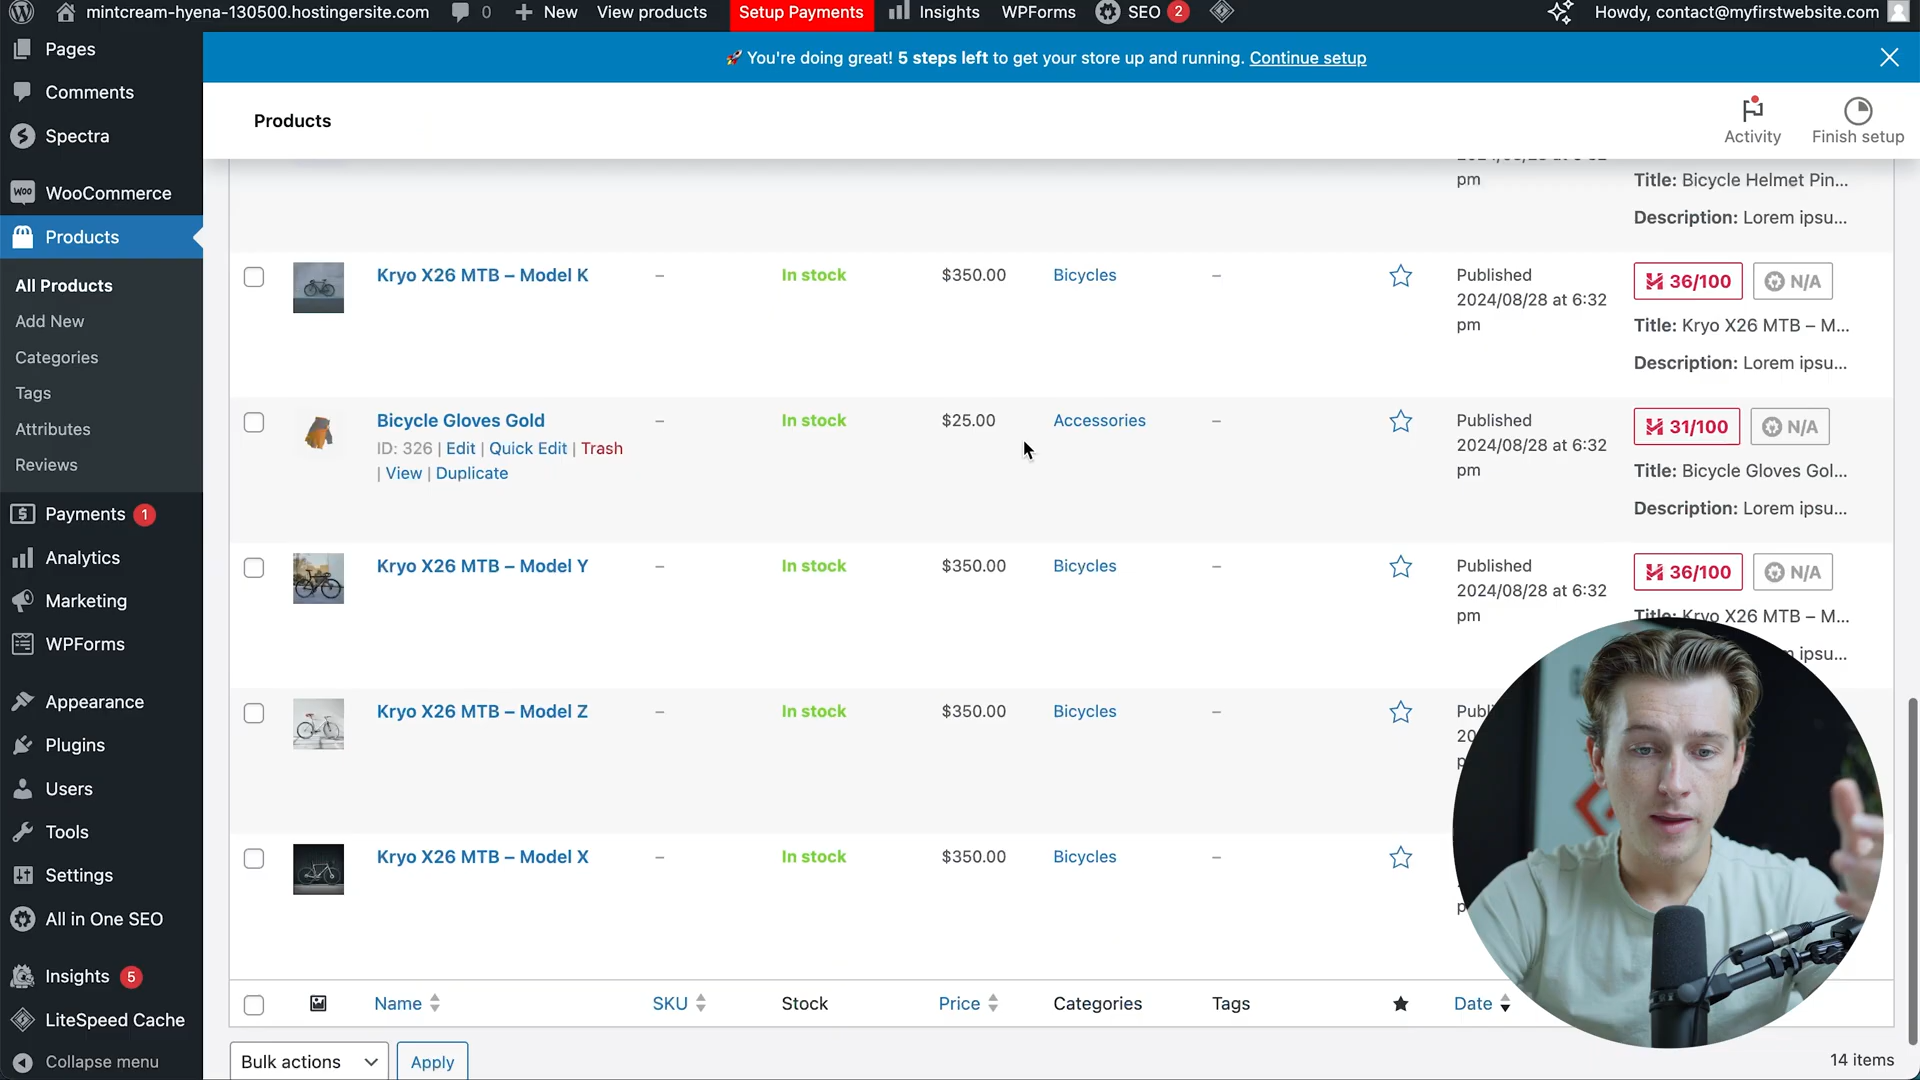 mintcream-hyena-130500.hostingersite.com 0 New View products Setup Payments Insights WPForms SEO 2 Howdy, contact@myfirstwebsite.com
🚀 You're doing great! 5 steps left to get your store up and running. Continue setup
Products
Activity
Finish setup
Pages
Comments
Spectra
WooCommerce
Products
All Products
Add New
Categories
Tags
Attributes
Reviews
Payments 1
Analytics
Marketing
WPForms
Appearance
Plugins
Users
Tools
Settings
All in One SEO
Insights 5
LiteSpeed Cache
Collapse menu
pm
Title: Bicycle Helmet Pin...
Description: Lorem ipsu...
Kryo X26 MTB – Model K – In stock $350.00 Bicycles – Published
2024/08/28 at 6:32
pm
36/100 N/A
Title: Kryo X26 MTB – M...
Description: Lorem ipsu...
Bicycle Gloves Gold – In stock $25.00 Accessories – Published
ID: 326 | Edit | Quick Edit | Trash
| View | Duplicate
2024/08/28 at 6:32
pm
31/100 N/A
Title: Bicycle Gloves Gol...
Description: Lorem ipsu...
Kryo X26 MTB – Model Y – In stock $350.00 Bicycles – Published
2024/08/28 at 6:32
pm
36/100 N/A
Title: Kryo X26 MTB – M...
ipsu...
Kryo X26 MTB – Model Z – In stock $350.00 Bicycles –
Kryo X26 MTB – Model X – In stock $350.00 Bicycles –
Name SKU Stock Price Categories Tags Date
Bulk actions Apply
14 items